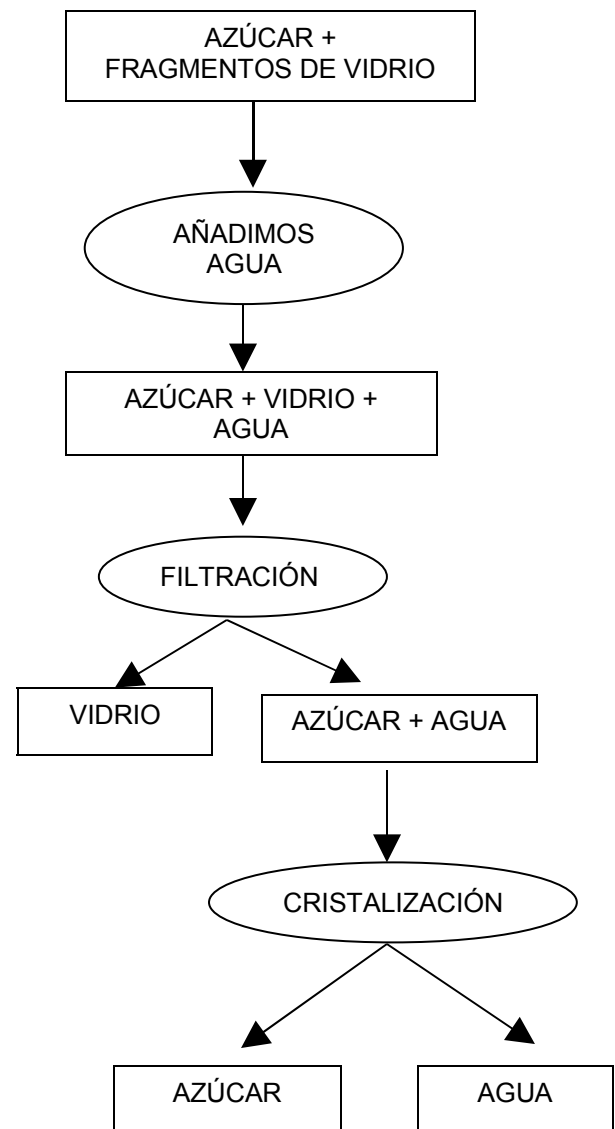 AZÚCAR +
FRAGMENTOS DE VIDRIO
AÑADIMOS
AGUA
AZÚCAR + VIDRIO +
AGUA
FILTRACIÓN
VIDRIO
AZÚCAR + AGUA
CRISTALIZACIÓN
AZÚCAR
AGUA